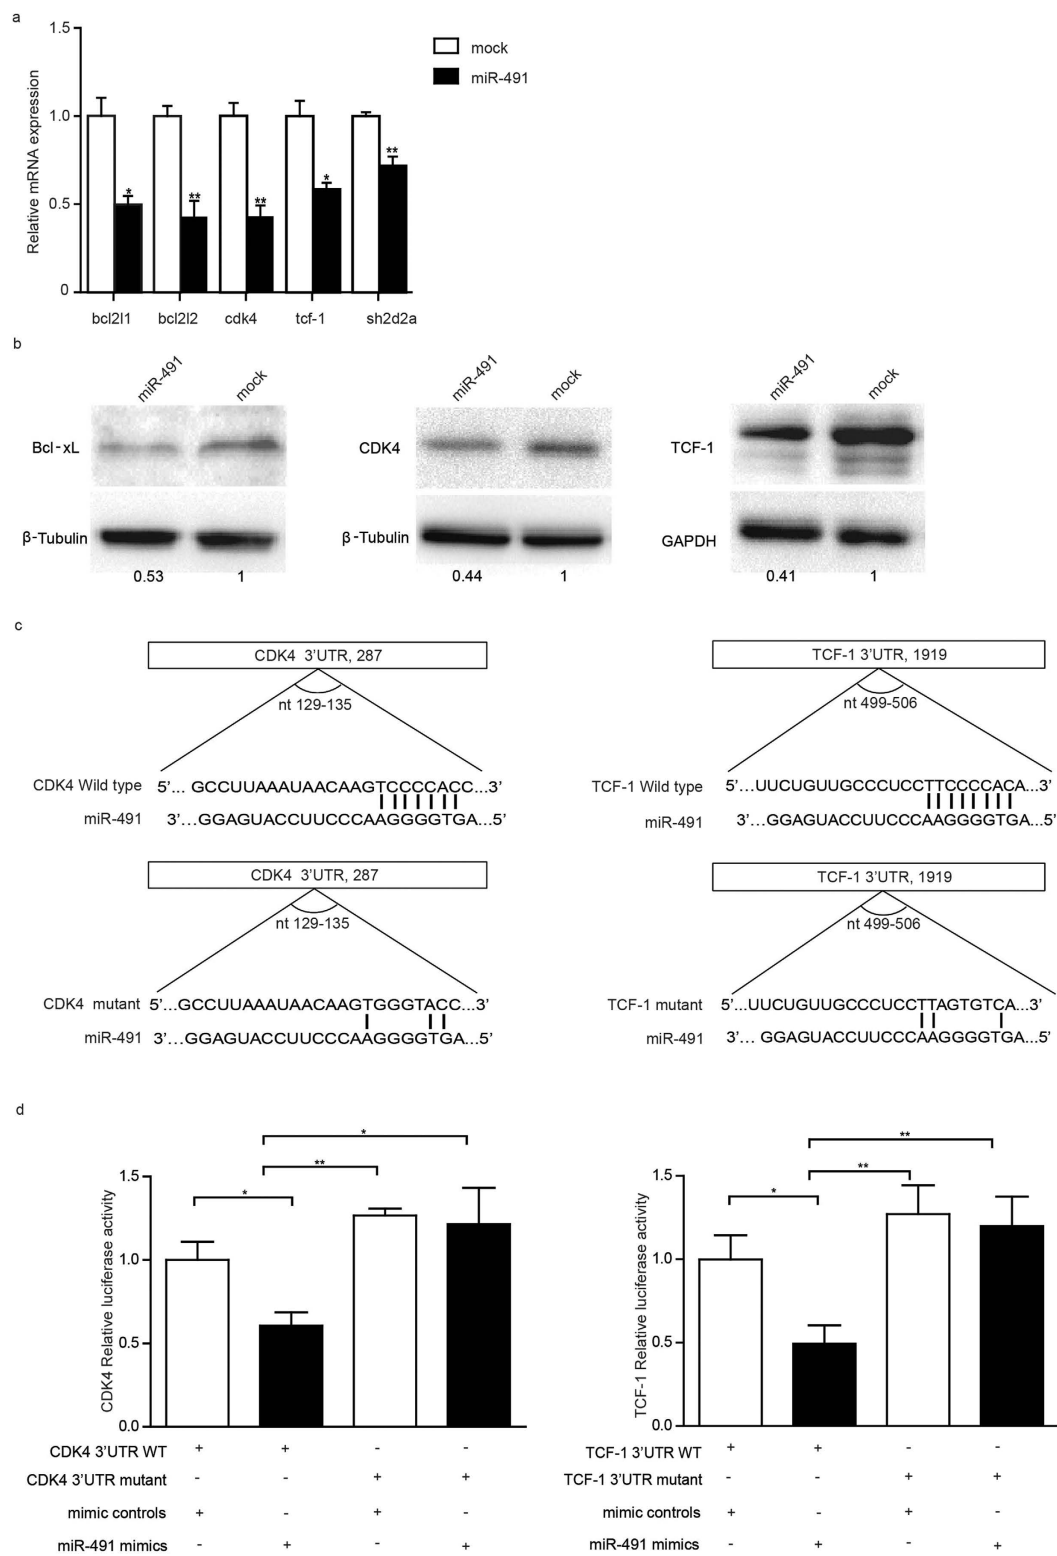 a
1.5
1.0
0.5
0
Relative mRNA expression
mock
miR-491
* ** ** * **
bcl2l1 bcl2l2 cdk4 tcf-1 sh2d2a
b
miR-491 mock miR-491 mock miR-491 mock
Bcl-xL CDK4 TCF-1
β-Tubulin β-Tubulin GAPDH
0.53 1 0.44 1 0.41 1
c
CDK4 3'UTR, 287 TCF-1 3'UTR, 1919
nt 129-135 nt 499-506
CDK4 Wild type 5'... GCCUUAAAUAACAAGTCCCCACC...3' TCF-1 Wild type 5'...UUCUGUUGCCCUCCTTCCCCACA...3'
miR-491 3'...GGAGUACCUUCCCAAGGGGTGA...5' miR-491 3'...GGAGUACCUUCCCAAGGGGTGA...5'
CDK4 3'UTR, 287 TCF-1 3'UTR, 1919
nt 129-135 nt 499-506
CDK4 mutant 5'...GCCUUAAAUAACAAGTGGGTACC...3' TCF-1 mutant 5'...UUCUGUUGCCCUCCTTAGTGTCA...3'
miR-491 3'...GGAGUACCUUCCCAAGGGGTGA...5' miR-491 3'... GGAGUACCUUCCCAAGGGGTGA...5'
d
* ** *
1.5
1.0
0.5
0.0
CDK4 Relative luciferase activity
CDK4 3'UTR WT + + - -
CDK4 3'UTR mutant - - + +
mimic controls + - + -
miR-491 mimics - + - +
* ** **
1.5
1.0
0.5
0.0
TCF-1 Relative luciferase activity
TCF-1 3'UTR WT + + - -
TCF-1 3'UTR mutant - - + +
mimic controls + - + -
miR-491 mimics - + - +